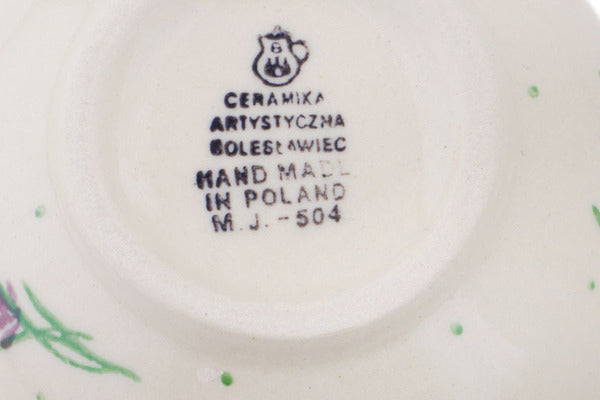 B
CERAMIKA
ARTYSTYCZNA
BOLESŁAWIEC
HAND MADE
IN POLAND
M.J.-504